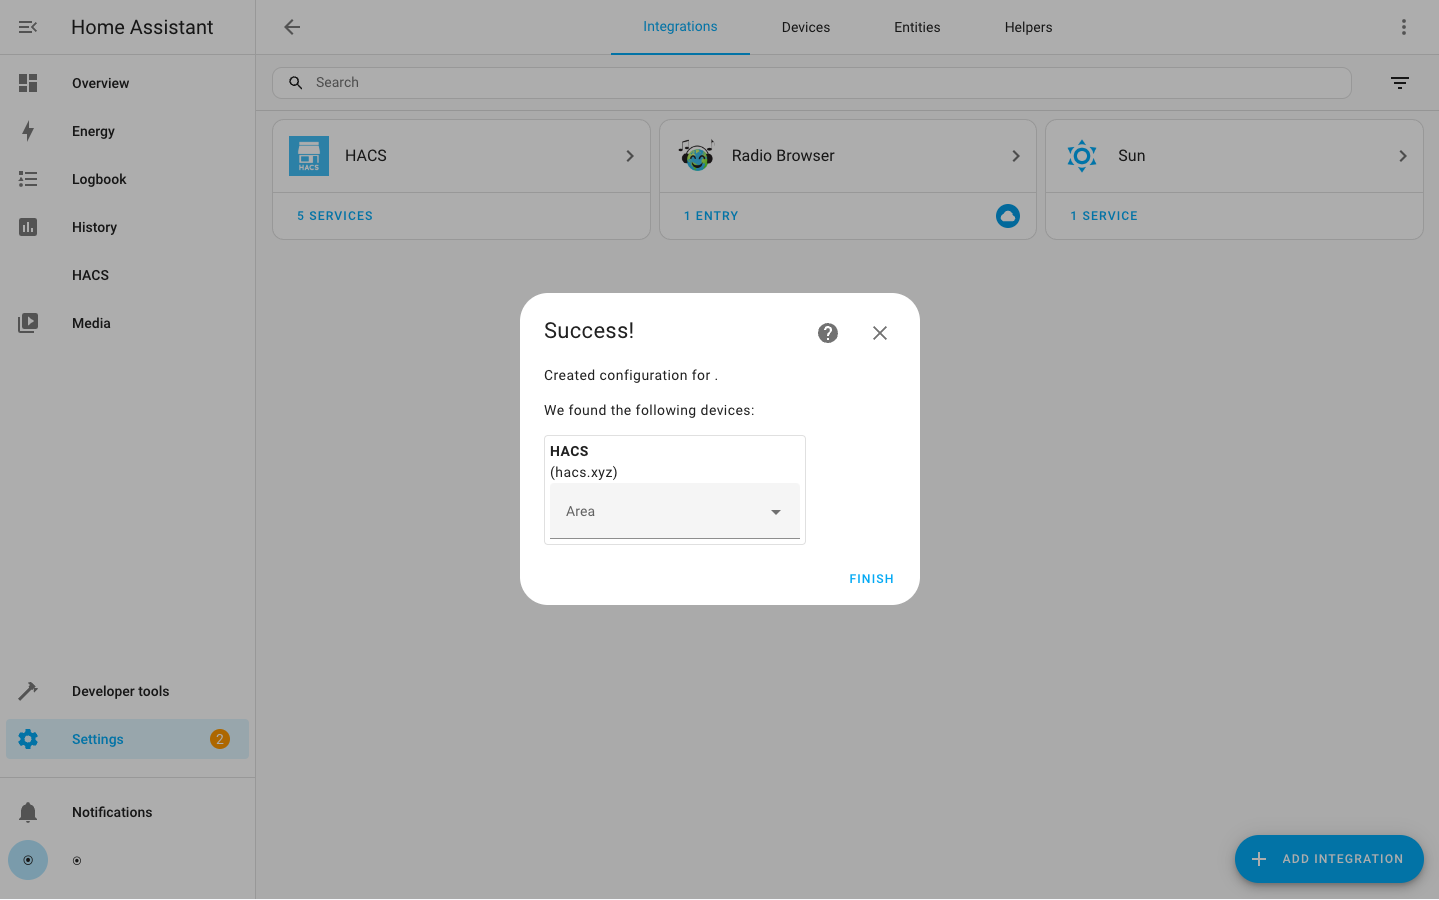 Home Assistant
Integrations
Devices
Entities
Helpers
Overview
Energy
Logbook
History
HACS
Media
Search
HACS
HACS
5 SERVICES
Radio Browser
1 ENTRY
Sun
1 SERVICE
Success!
Created configuration for .
We found the following devices:
HACS
(hacs.xyz)
Area
FINISH
Developer tools
Settings
2
Notifications
ADD INTEGRATION